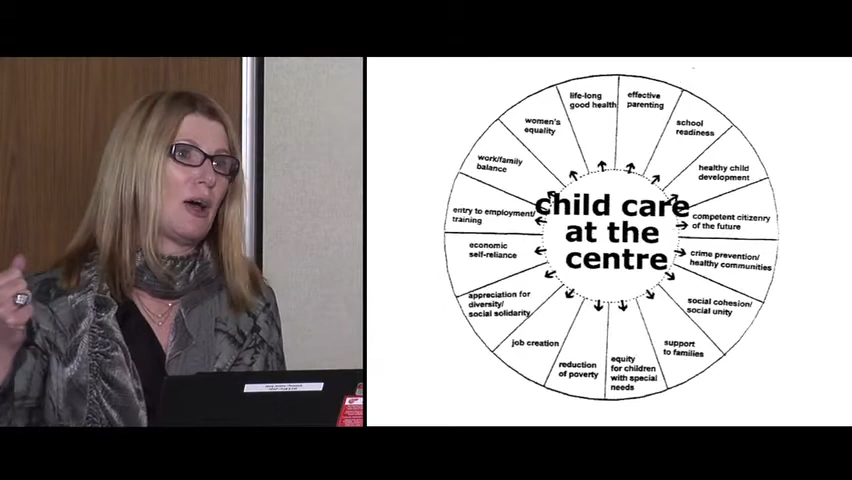 child care
at the
centre
life-long
good health
effective
parenting
school
readiness
healthy child
development
competent citizenry
of the future
crime prevention/
healthy communities
social cohesion/
social unity
support
to families
equity
for children
with special
needs
reduction
of poverty
job creation
appreciation for
diversity/
social solidarity
economic
self-reliance
entry to employment/
training
work/family
balance
women's
equality